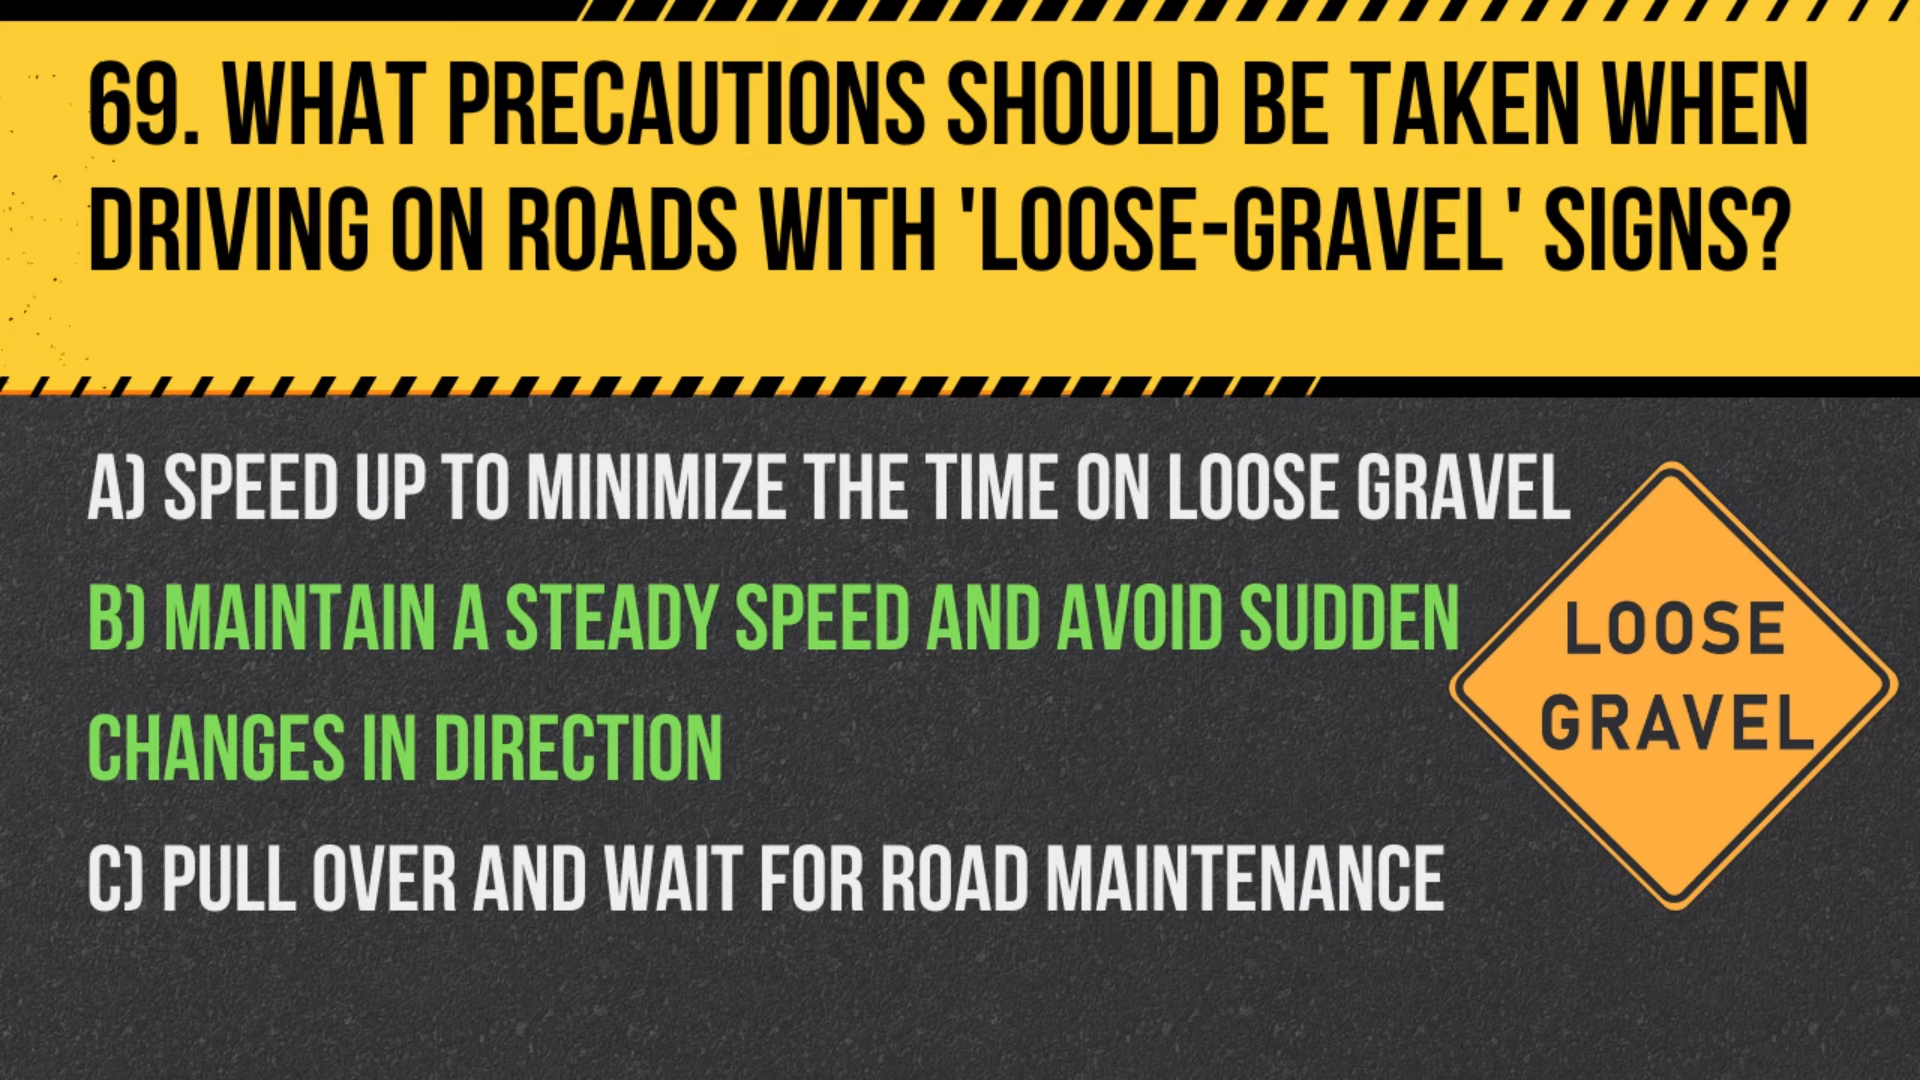 69. WHAT PRECAUTIONS SHOULD BE TAKEN WHEN
DRIVING ON ROADS WITH 'LOOSE-GRAVEL' SIGNS?
A) SPEED UP TO MINIMIZE THE TIME ON LOOSE GRAVEL
B) MAINTAIN A STEADY SPEED AND AVOID SUDDEN
CHANGES IN DIRECTION
C) PULL OVER AND WAIT FOR ROAD MAINTENANCE
LOOSE
GRAVEL